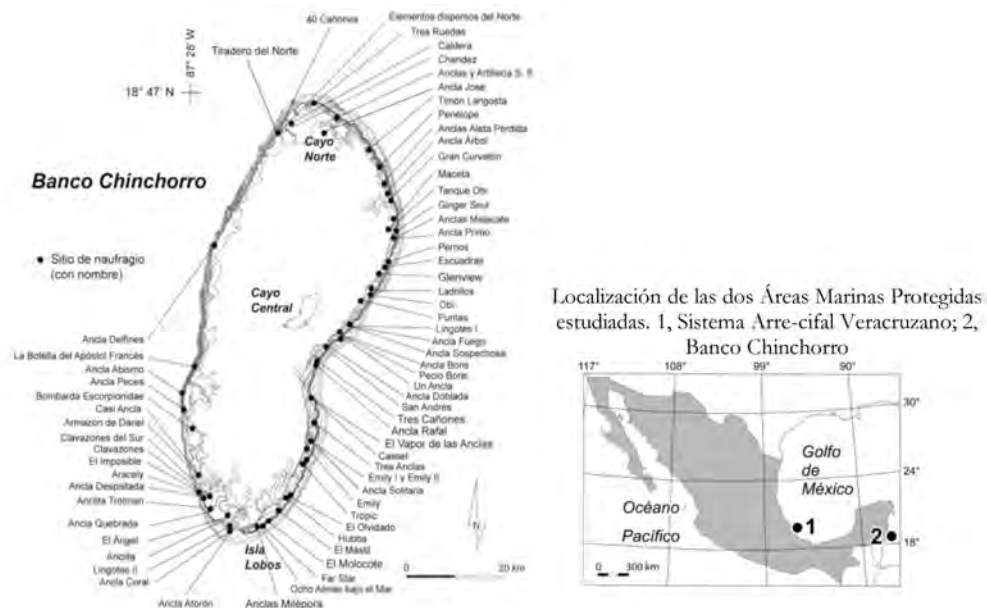 40 Cañones
Elementos dispersos del Norte
Tres Ruedas
Tiradero del Norte
Caldera
Chendez
Anclas y Artillería S. F.
Ancla José
Timón Langosta
Penélope
Anclas Aleta Perdida
Ancla Árbol
Gran Curvatón
Maceta
Tanque Obi
Ginger Srul
Anclas Malacate
Ancla Primo
Pernos
Escuadras
Glenview
Ladrillos
Obi
Puntas
Lingotes I
Ancla Fuego
Ancla Sospechosa
Ancla Bone
Pecio Bone
Un Ancla
Ancla Doblada
San Andrés
Tres Cañones
Ancla Rafal
El Vapor de las Anclas
Cassel
Tres Anclas
Emily I y Emily II
Ancla Solitaria
Emily
Tropic
El Olvidado
Hubba
El Mástil
El Molocote
Far Star
Ocho Almas bajo el Mar
Anclas Milépora
87° 28' W
18° 47' N
Banco Chinchorro
Cayo
Norte
Sitio de naufragio
(con nombre)
Cayo
Central
Ancla Delfines
La Botella del Apóstol Francés
Ancla Abismo
Ancla Peces
Bombarda Escorpionidae
Casi Ancla
Armazón de Dariel
Clavazones del Sur
Clavazones
El Imposible
Aracely
Ancla Despistada
Anclita Trotman
Ancla Quebrada
El Ángel
Anclita
Lingotes II
Ancla Coral
Ancla Atorón
Isla
Lobos
N
0 20 km
Localización de las dos Áreas Marinas Protegidas
estudiadas. 1, Sistema Arre-cifal Veracruzano; 2,
Banco Chinchorro
117° 108° 99° 90°
30°
24°
18°
Golfo
de
México
Océano
Pacífico
1
2
0 300 km